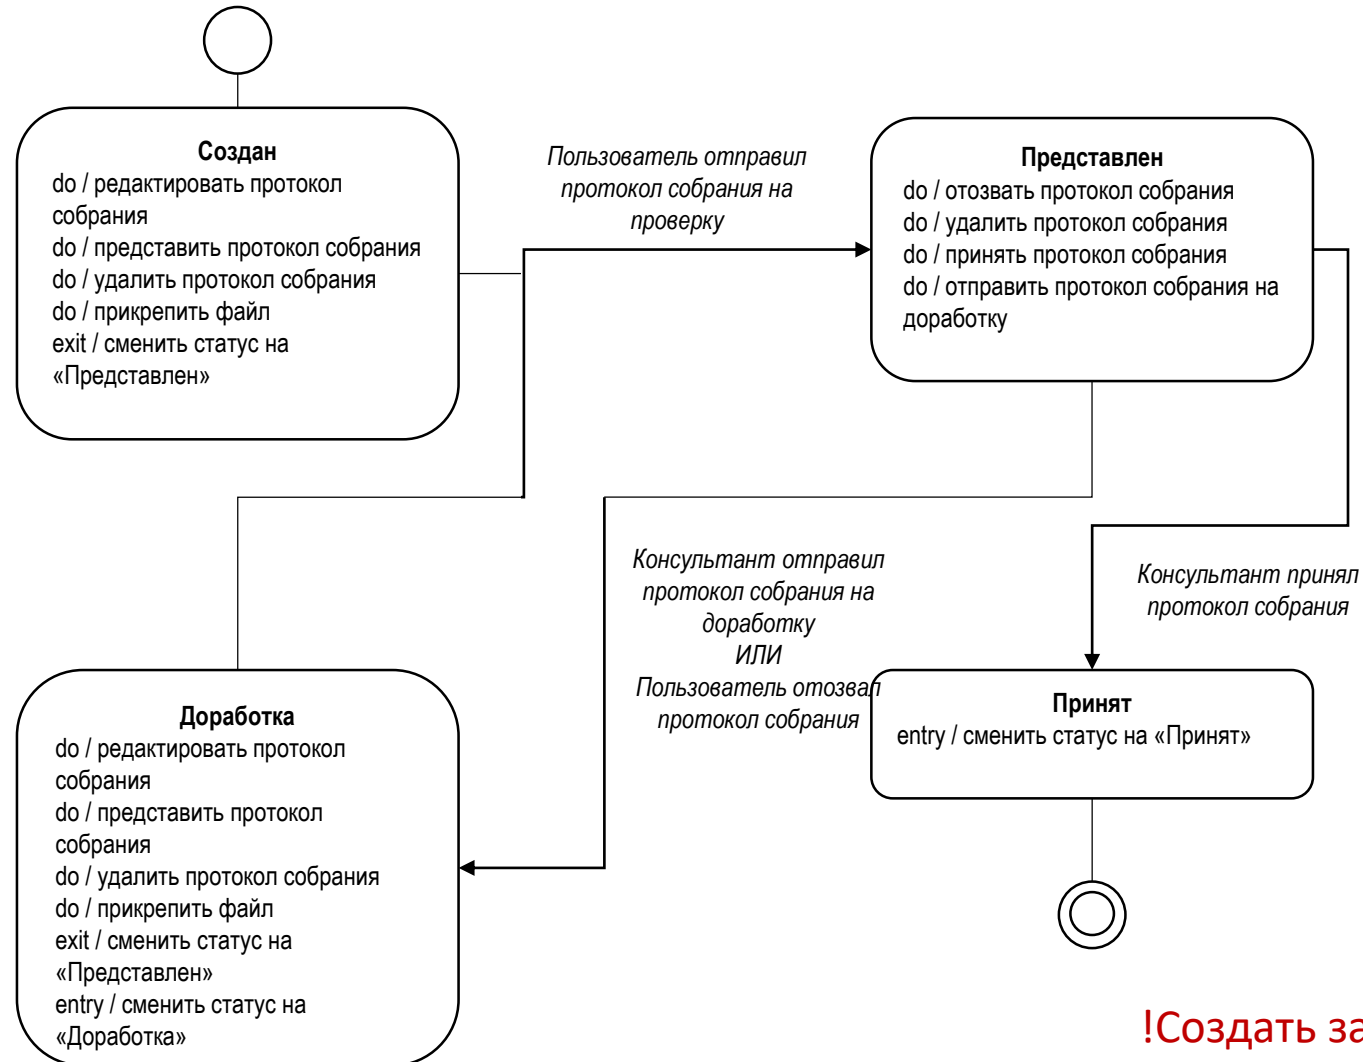 Создан
do / редактировать протокол
собрания
do / представить протокол собрания
do / удалить протокол собрания
do / прикрепить файл
exit / сменить статус на
«Представлен»
Пользователь отправил
протокол собрания на
проверку
Представлен
do / отозвать протокол собрания
do / удалить протокол собрания
do / принять протокол собрания
do / отправить протокол собрания на
доработку
Консультант отправил
протокол собрания на
доработку
ИЛИ
Пользователь отозвал
протокол собрания
Консультант принял
протокол собрания
Доработка
do / редактировать протокол
собрания
do / представить протокол
собрания
do / удалить протокол собрания
do / прикрепить файл
exit / сменить статус на
«Представлен»
entry / сменить статус на
«Доработка»
Принят
entry / сменить статус на «Принят»
!Создать